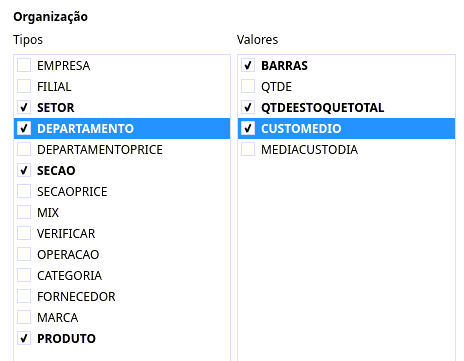 Organização
Tipos
EMPRESA
FILIAL
SETOR
DEPARTAMENTO
DEPARTAMENTOPRICE
SECAO
SECAOPRICE
MIX
VERIFICAR
OPERACAO
CATEGORIA
FORNECEDOR
MARCA
PRODUTO
Valores
BARRAS
QTDE
QTDEESTOQUETOTAL
CUSTOMEDIO
MEDIACUSTODIA